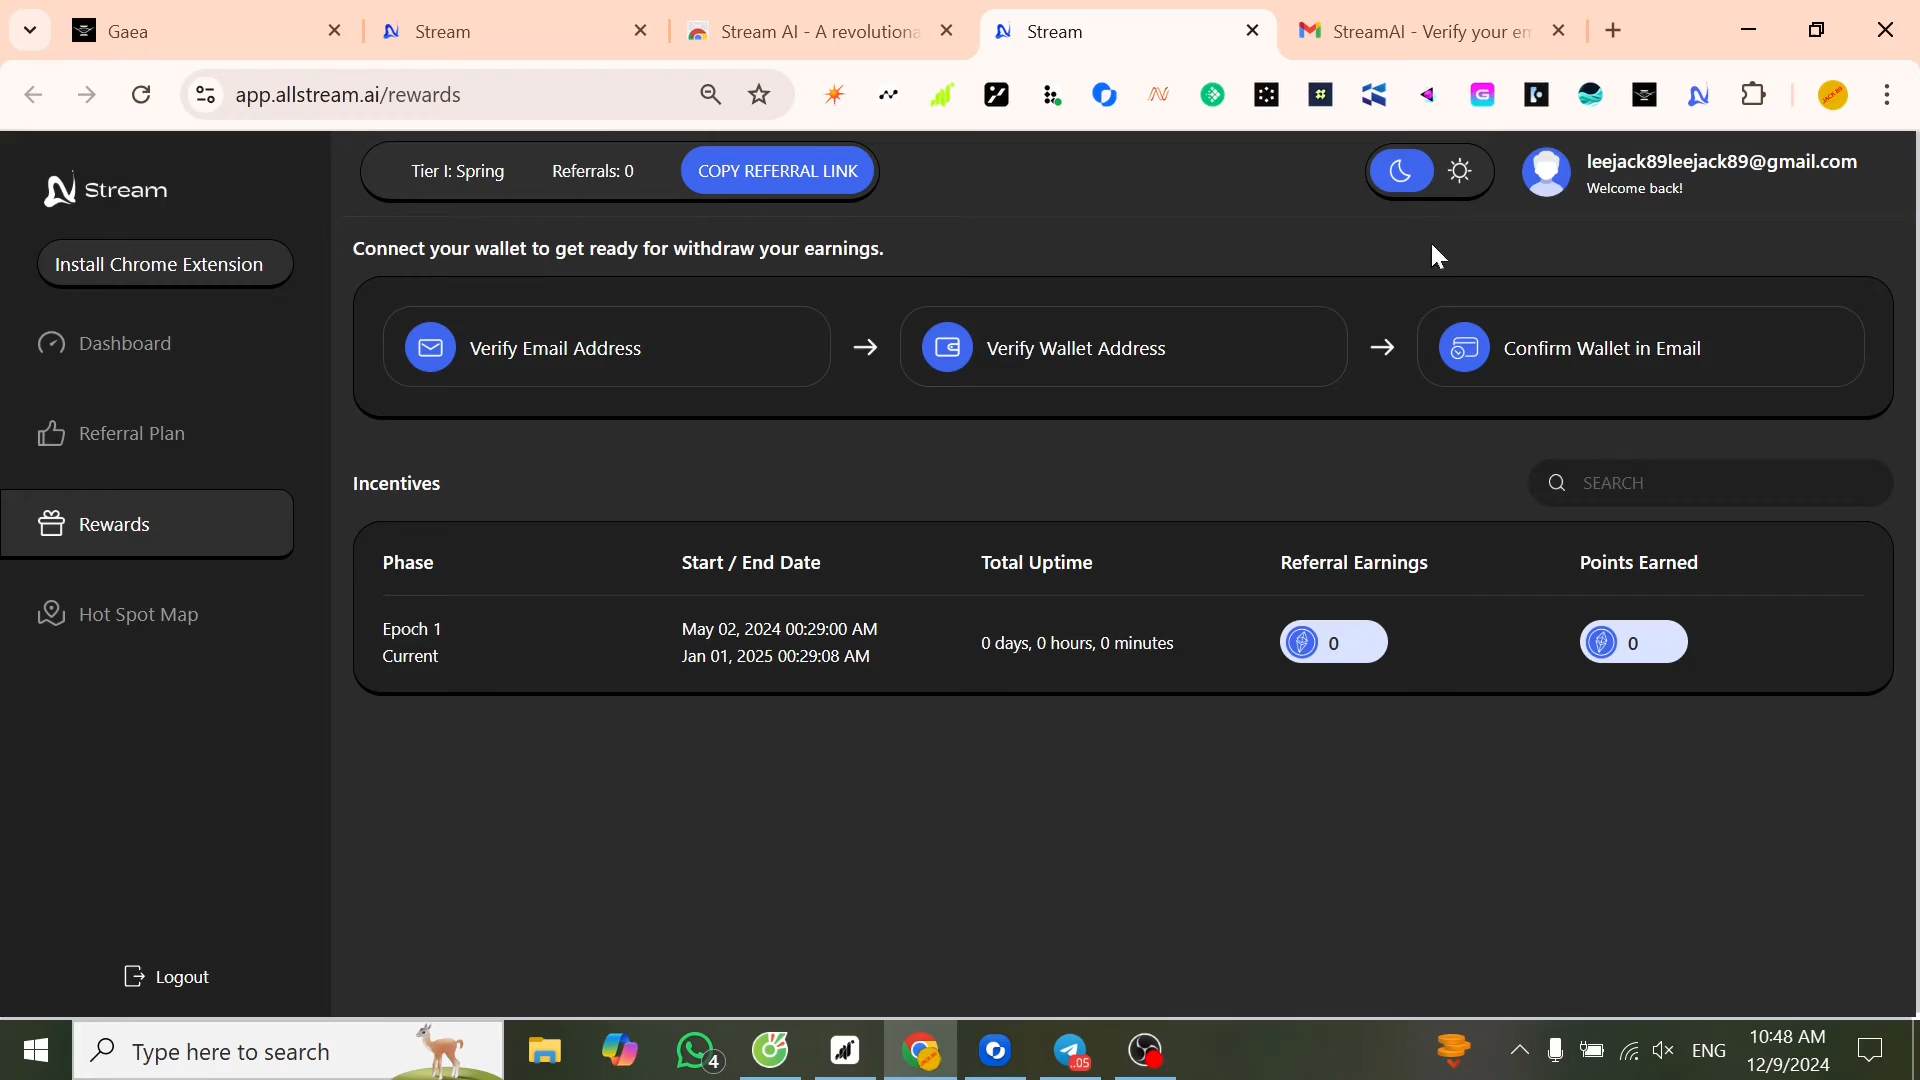 Gaea
Stream
Stream AI - A revolutiona
Stream
StreamAI - Verify your em
app.allstream.ai/rewards
Stream
Tier I: Spring
Referrals: 0
COPY REFERRAL LINK
leejack89leejack89@gmail.com
Welcome back!
Install Chrome Extension
Connect your wallet to get ready for withdraw your earnings.
Dashboard
Verify Email Address
Verify Wallet Address
Confirm Wallet in Email
Referral Plan
Incentives
SEARCH
Rewards
Phase
Start / End Date
Total Uptime
Referral Earnings
Points Earned
Hot Spot Map
Epoch 1
Current
May 02, 2024 00:29:00 AM
Jan 01, 2025 00:29:08 AM
0 days, 0 hours, 0 minutes
0
0
Logout
Type here to search
4
..05
ENG
10:48 AM
12/9/2024